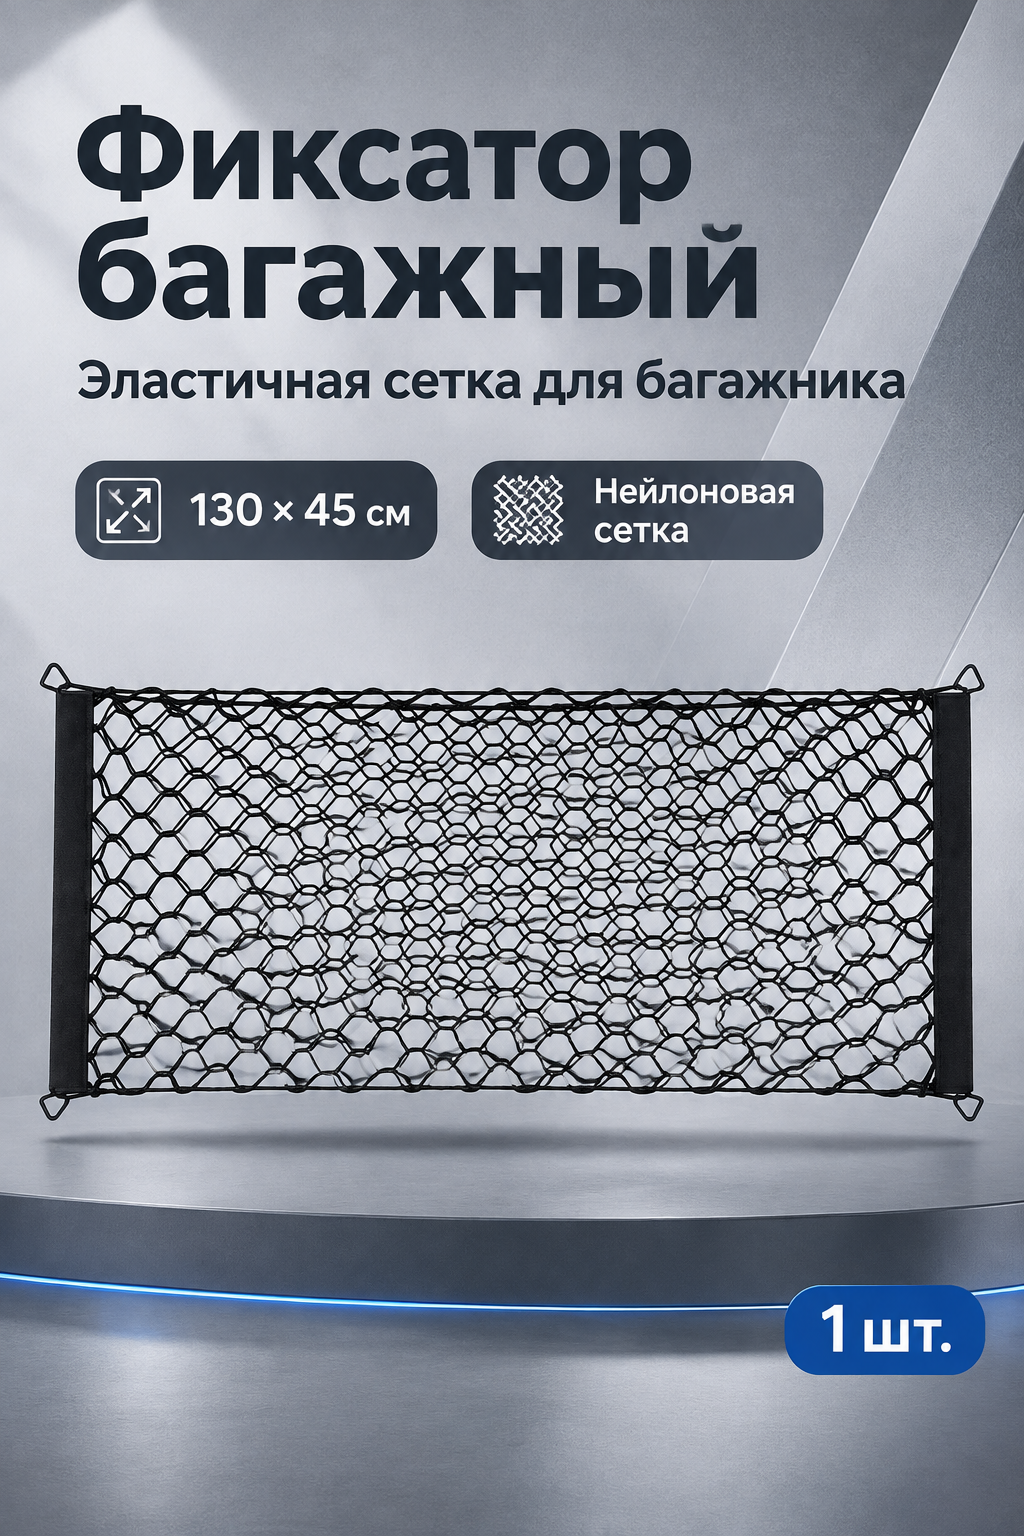 Фиксатор
багажный
Эластичная сетка для багажника
130 × 45 см
Нейлоновая
сетка
1 шт.